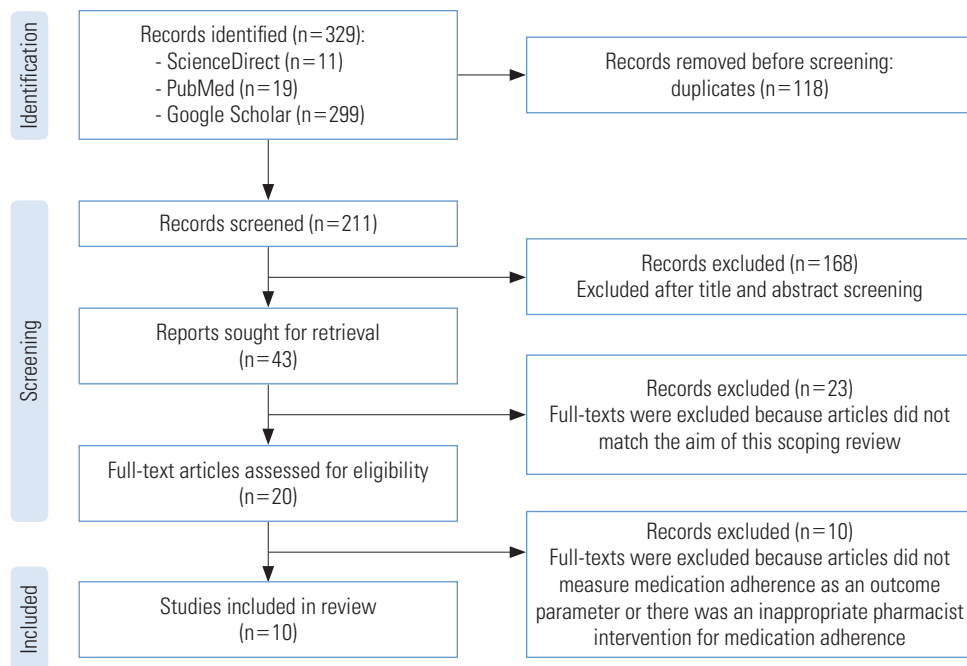 Identification
Records identified (n=329):
- ScienceDirect (n=11)
- PubMed (n=19)
- Google Scholar (n=299)
Records removed before screening:
duplicates (n=118)
Screening
Records screened (n=211)
Records excluded (n=168)
Excluded after title and abstract screening
Reports sought for retrieval
(n=43)
Records excluded (n=23)
Full-texts were excluded because articles did not
match the aim of this scoping review
Full-text articles assessed for eligibility
(n=20)
Records excluded (n=10)
Full-texts were excluded because articles did not
measure medication adherence as an outcome
parameter or there was an inappropriate pharmacist
intervention for medication adherence
Included
Studies included in review
(n=10)